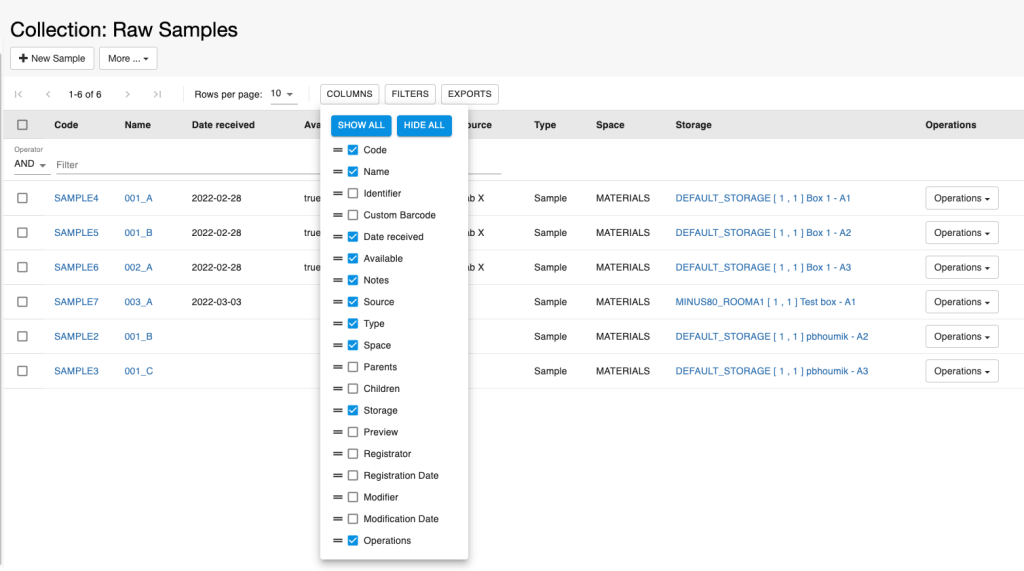 Collection: Raw Samples
New Sample More ...
1-6 of 6 Rows per page: 10 COLUMNS FILTERS EXPORTS
Code Name Date received Ava ource Type Space Storage Operations
SHOW ALL HIDE ALL
Operator
AND Filter
SAMPLE4 001_A 2022-02-28 true ab X Sample MATERIALS DEFAULT_STORAGE [ 1 , 1 ] Box 1 - A1 Operations
SAMPLE5 001_B 2022-02-28 true ab X Sample MATERIALS DEFAULT_STORAGE [ 1 , 1 ] Box 1 - A2 Operations
SAMPLE6 002_A 2022-02-28 true ab X Sample MATERIALS DEFAULT_STORAGE [ 1 , 1 ] Box 1 - A3 Operations
SAMPLE7 003_A 2022-03-03 Sample MATERIALS MINUS80_ROOMA1 [ 1 , 1 ] Test box - A1 Operations
SAMPLE2 001_B Sample MATERIALS DEFAULT_STORAGE [ 1 , 1 ] pbhoumik - A2 Operations
SAMPLE3 001_C Sample MATERIALS DEFAULT_STORAGE [ 1 , 1 ] pbhoumik - A3 Operations
Code
Name
Identifier
Custom Barcode
Date received
Available
Notes
Source
Type
Space
Parents
Children
Storage
Preview
Registrator
Registration Date
Modifier
Modification Date
Operations